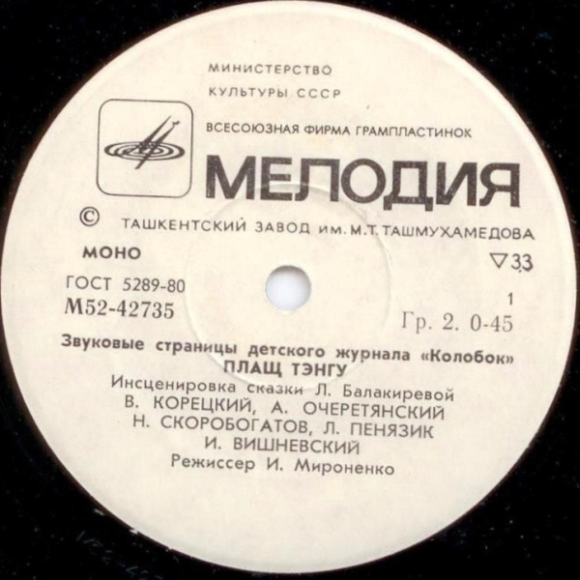 МИНИСТЕРСТВО
КУЛЬТУРЫ СССР
ВСЕСОЮЗНАЯ ФИРМА ГРАМПЛАСТИНОК
МЕЛОДИЯ
© ТАШКЕНТСКИЙ ЗАВОД ИМ. М.Т. ТАШМУХАМЕДОВА
МОНО ▽33
ГОСТ 5289-80 1
М52-42735 Гр. 2. 0-45
Звуковые страницы детского журнала «Колобок»
ПЛАЩ ТЭНГУ
Инсценировка сказки Л. Балакиревой
В. КОРЕЦКИЙ, А. ОЧЕРЕТЯНСКИЙ
Н. СКОРОБОГАТОВ, Л. ПЕНЯЗИК
И. ВИШНЕВСКИЙ
Режиссер И. Мироненко